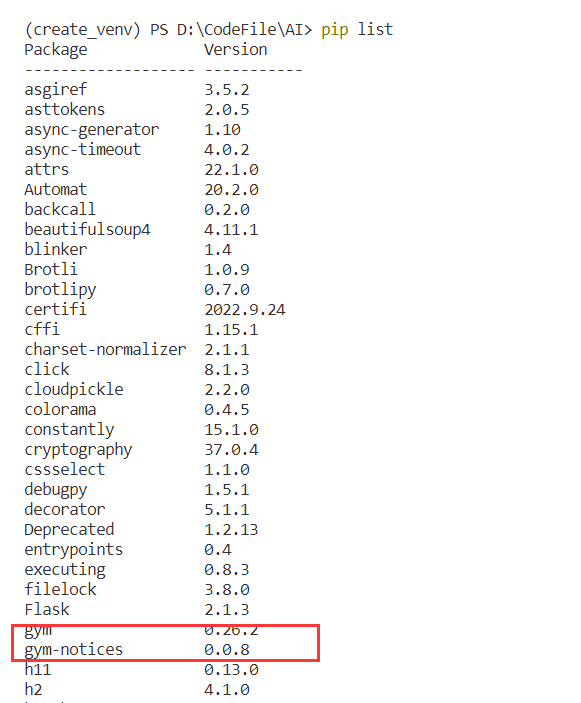 (create_venv) PS D:\CodeFile\AI> pip list
Package Version
------------------- -----------
asgiref 3.5.2
asttokens 2.0.5
async-generator 1.10
async-timeout 4.0.2
attrs 22.1.0
Automat 20.2.0
backcall 0.2.0
beautifulsoup4 4.11.1
blinker 1.4
Brotli 1.0.9
brotlipy 0.7.0
certifi 2022.9.24
cffi 1.15.1
charset-normalizer 2.1.1
click 8.1.3
cloudpickle 2.2.0
colorama 0.4.5
constantly 15.1.0
cryptography 37.0.4
cssselect 1.1.0
debugpy 1.5.1
decorator 5.1.1
Deprecated 1.2.13
entrypoints 0.4
executing 0.8.3
filelock 3.8.0
Flask 2.1.3
gym 0.26.2
gym-notices 0.0.8
h11 0.13.0
h2 4.1.0